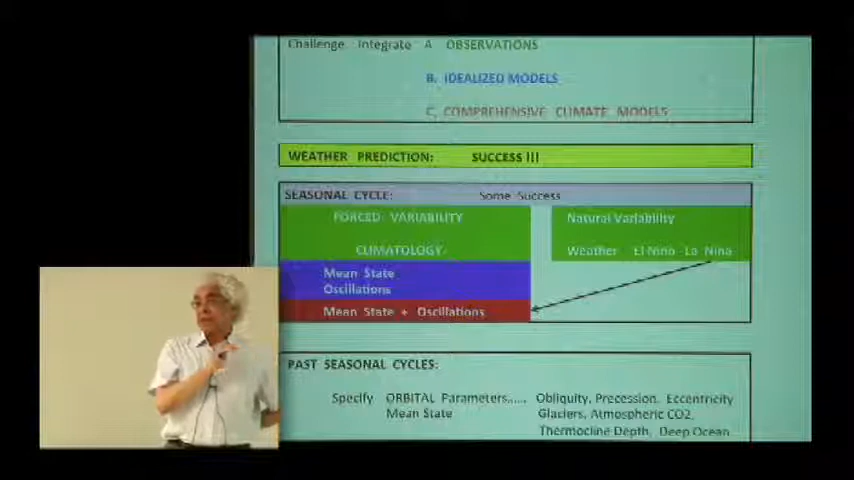 Challenge Integrate A OBSERVATIONS
B. IDEALIZED MODELS
C. COMPREHENSIVE CLIMATE MODELS
WEATHER PREDICTION: SUCCESS !!!
SEASONAL CYCLE: Some Success
FORCED VARIABILITY
CLIMATOLOGY
Mean State
Oscillations
Mean State + Oscillations
Natural Variability
Weather El Nino La Nina
PAST SEASONAL CYCLES:
Specify ORBITAL Parameters..... Obliquity, Precession, Eccentricity
Mean State Glaciers, Atmospheric CO2,
Thermocline Depth, Deep Ocean